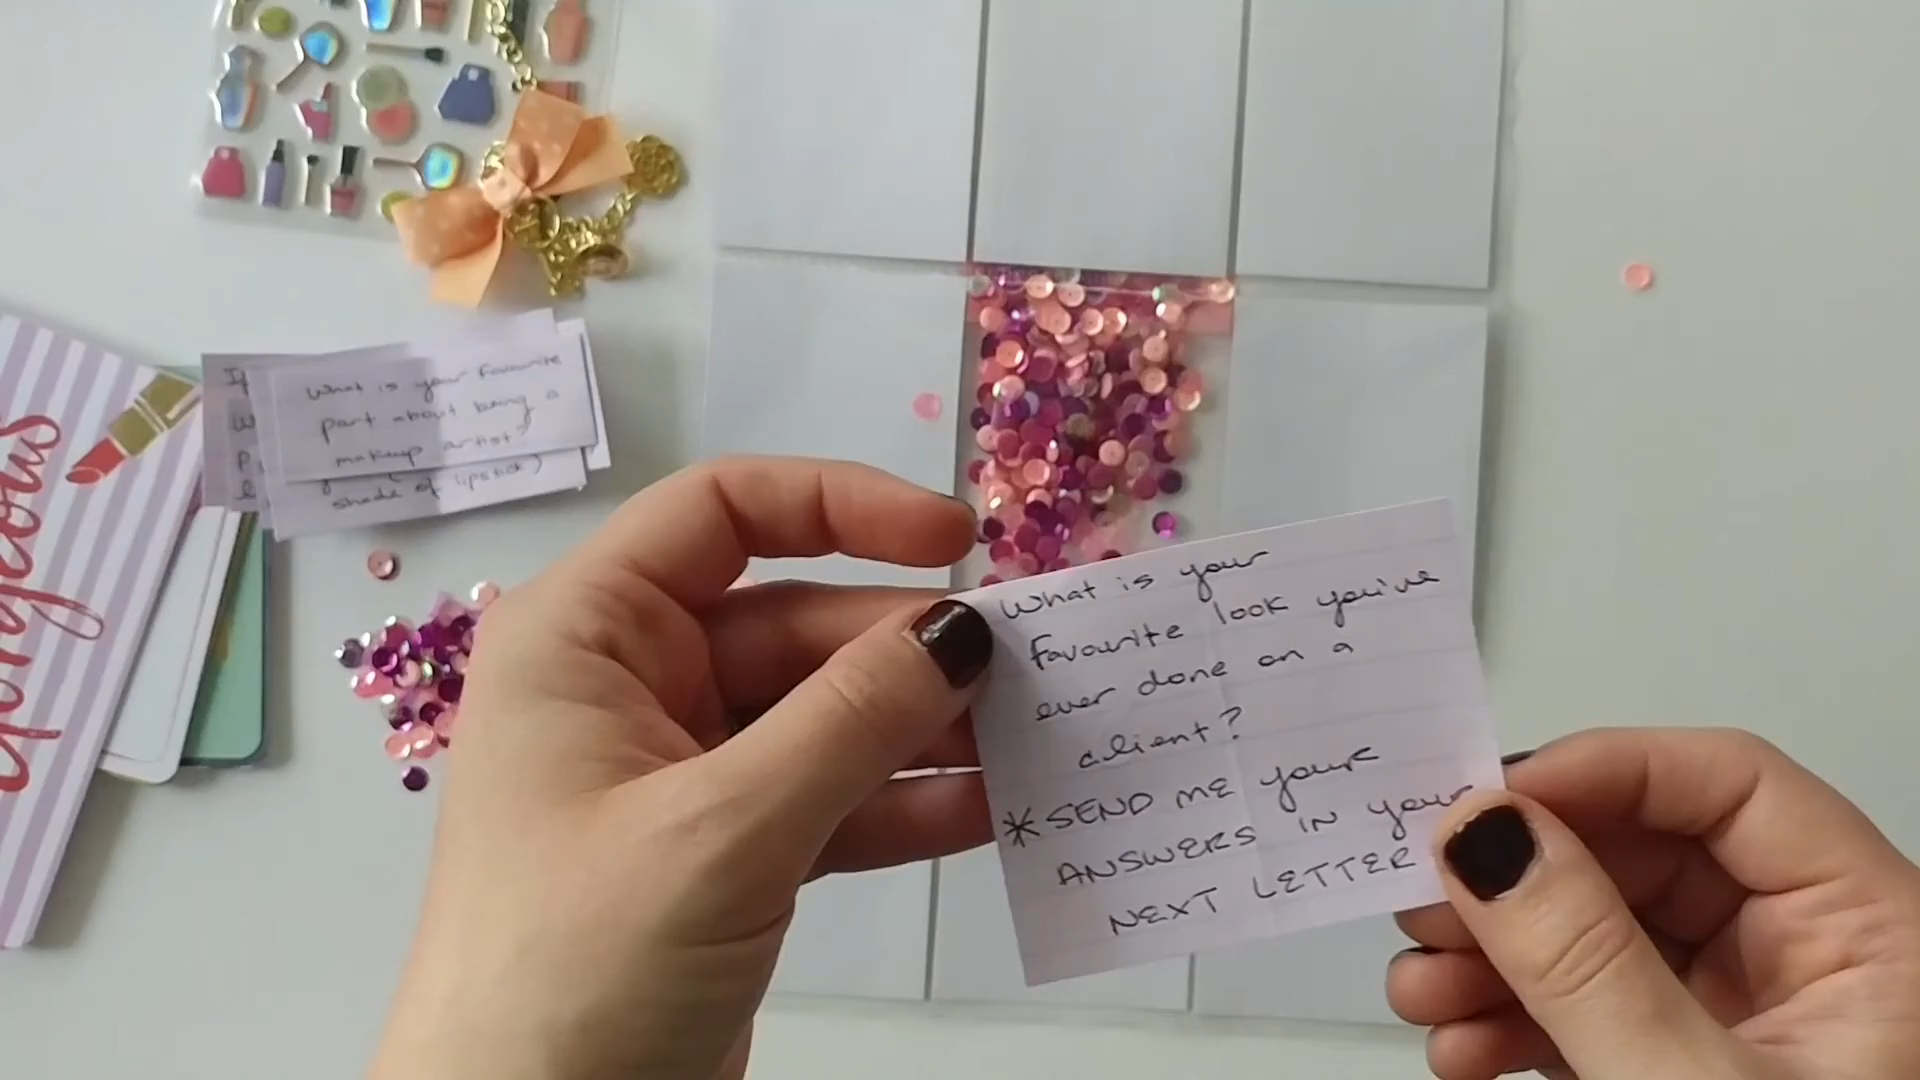 Gorgeous
If
What is your favourite
part about being a
makeup artist?
shade of lipstick)
What is your
favourite look you've
ever done on a
client?
*SEND ME YOUR
ANSWERS IN YOUR
NEXT LETTER